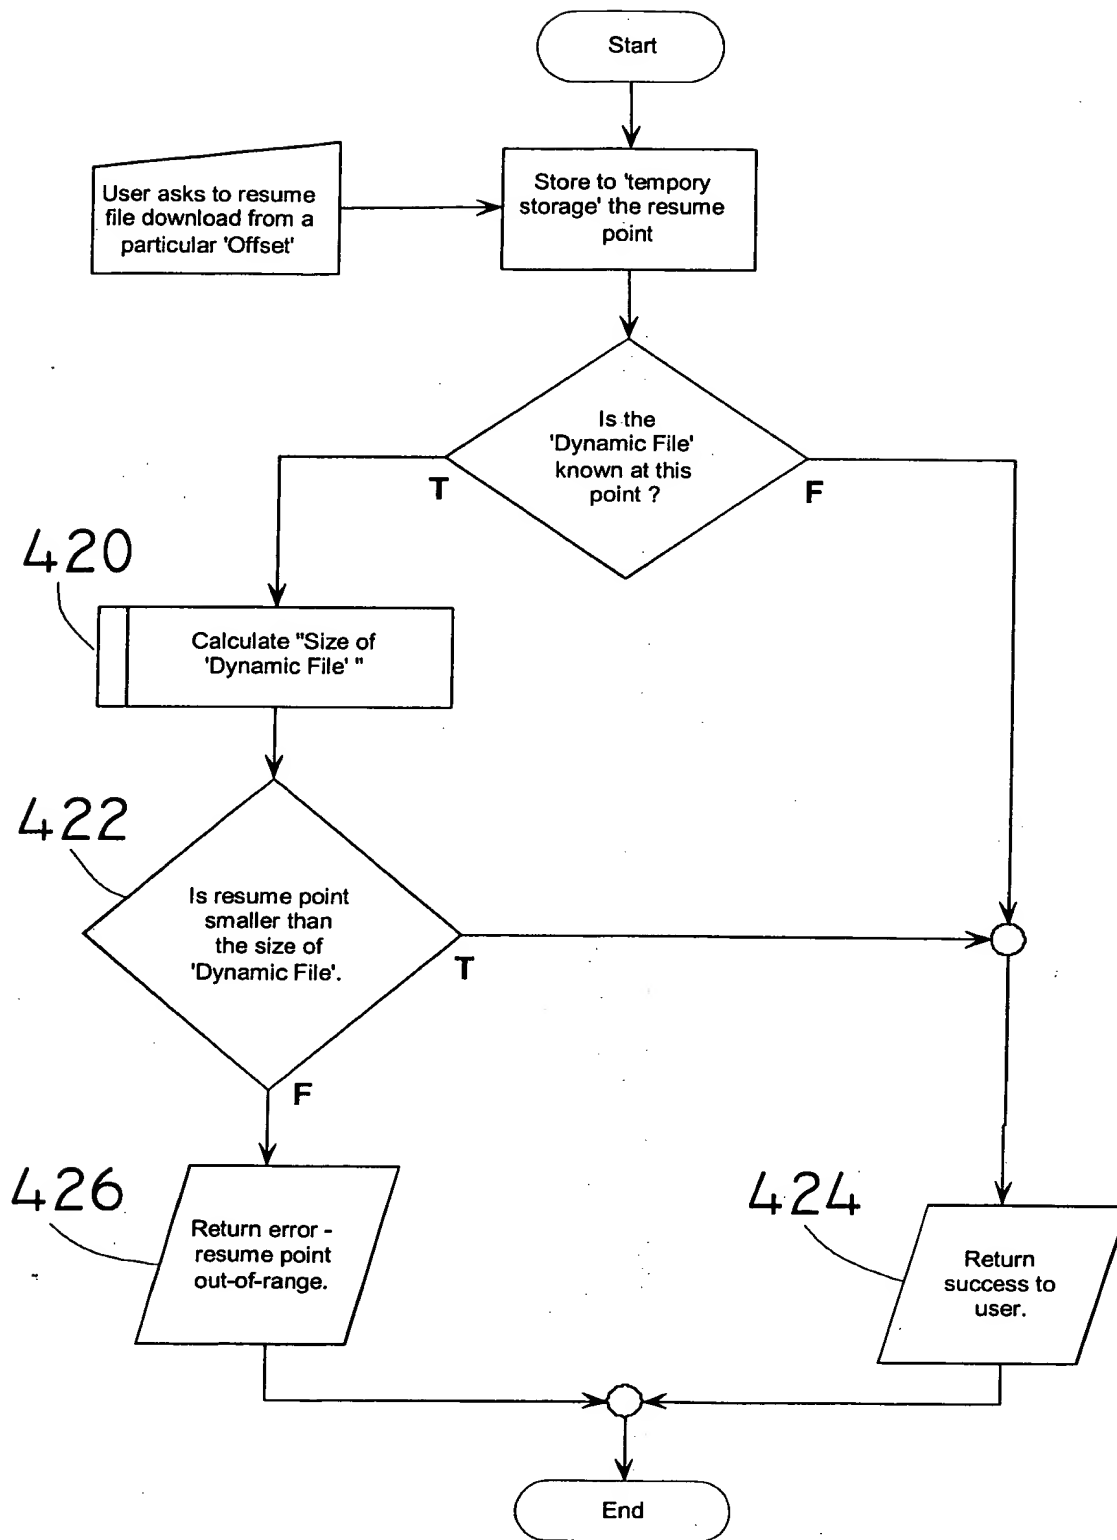 Start
User asks to resume
file download from a
particular 'Offset'
Store to 'tempory
storage' the resume
point
Is the
'Dynamic File'
known at this
point ?
T
F
420
Calculate "Size of
'Dynamic File' "
422
Is resume point
smaller than
the size of
'Dynamic File'.
T
F
426
Return error -
resume point
out-of-range.
424
Return
success to
user.
End